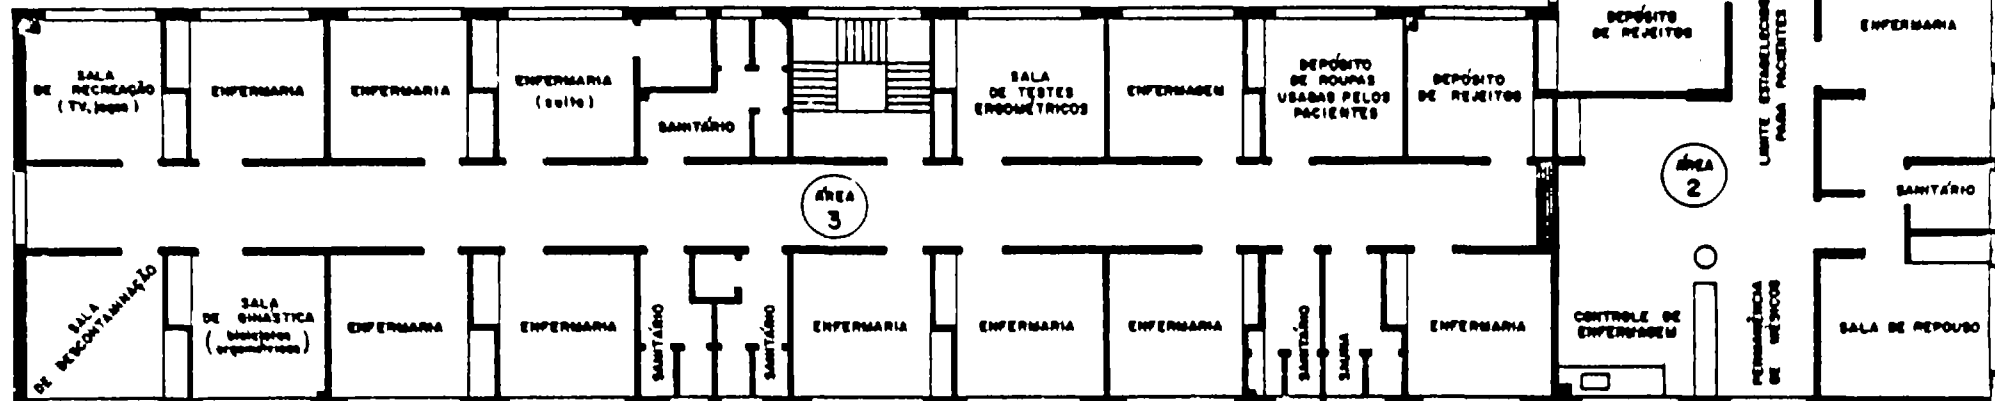 SALA
DE RECREAÇÃO
(TV, jogos)
ENFERMARIA
ENFERMARIA
ENFERMARIA
(suite)
SANITÁRIO
SALA
DE TESTES
ERGOMÉTRICOS
ENFERMAGEM
DEPÓSITO
DE ROUPAS
USADAS PELOS
PACIENTES
DEPÓSITO
DE REJEITOS
DEPÓSITO
DE REJEITOS
LIMITE ESTABELECIDO
PARA PACIENTES
ENFERMARIA
ÁREA
3
ÁREA
2
SANITÁRIO
SALA
DE DESCONTAMINAÇÃO
SALA
DE GINÁSTICA
(bicicletas
ergométricas)
ENFERMARIA
ENFERMARIA
SANITÁRIO
SANITÁRIO
ENFERMARIA
ENFERMARIA
ENFERMARIA
SANITÁRIO
SAUNA
ENFERMARIA
CONTROLE DE
ENFERMAGEM
PERMANÊNCIA
DE MÉDICOS
SALA DE REPOUSO